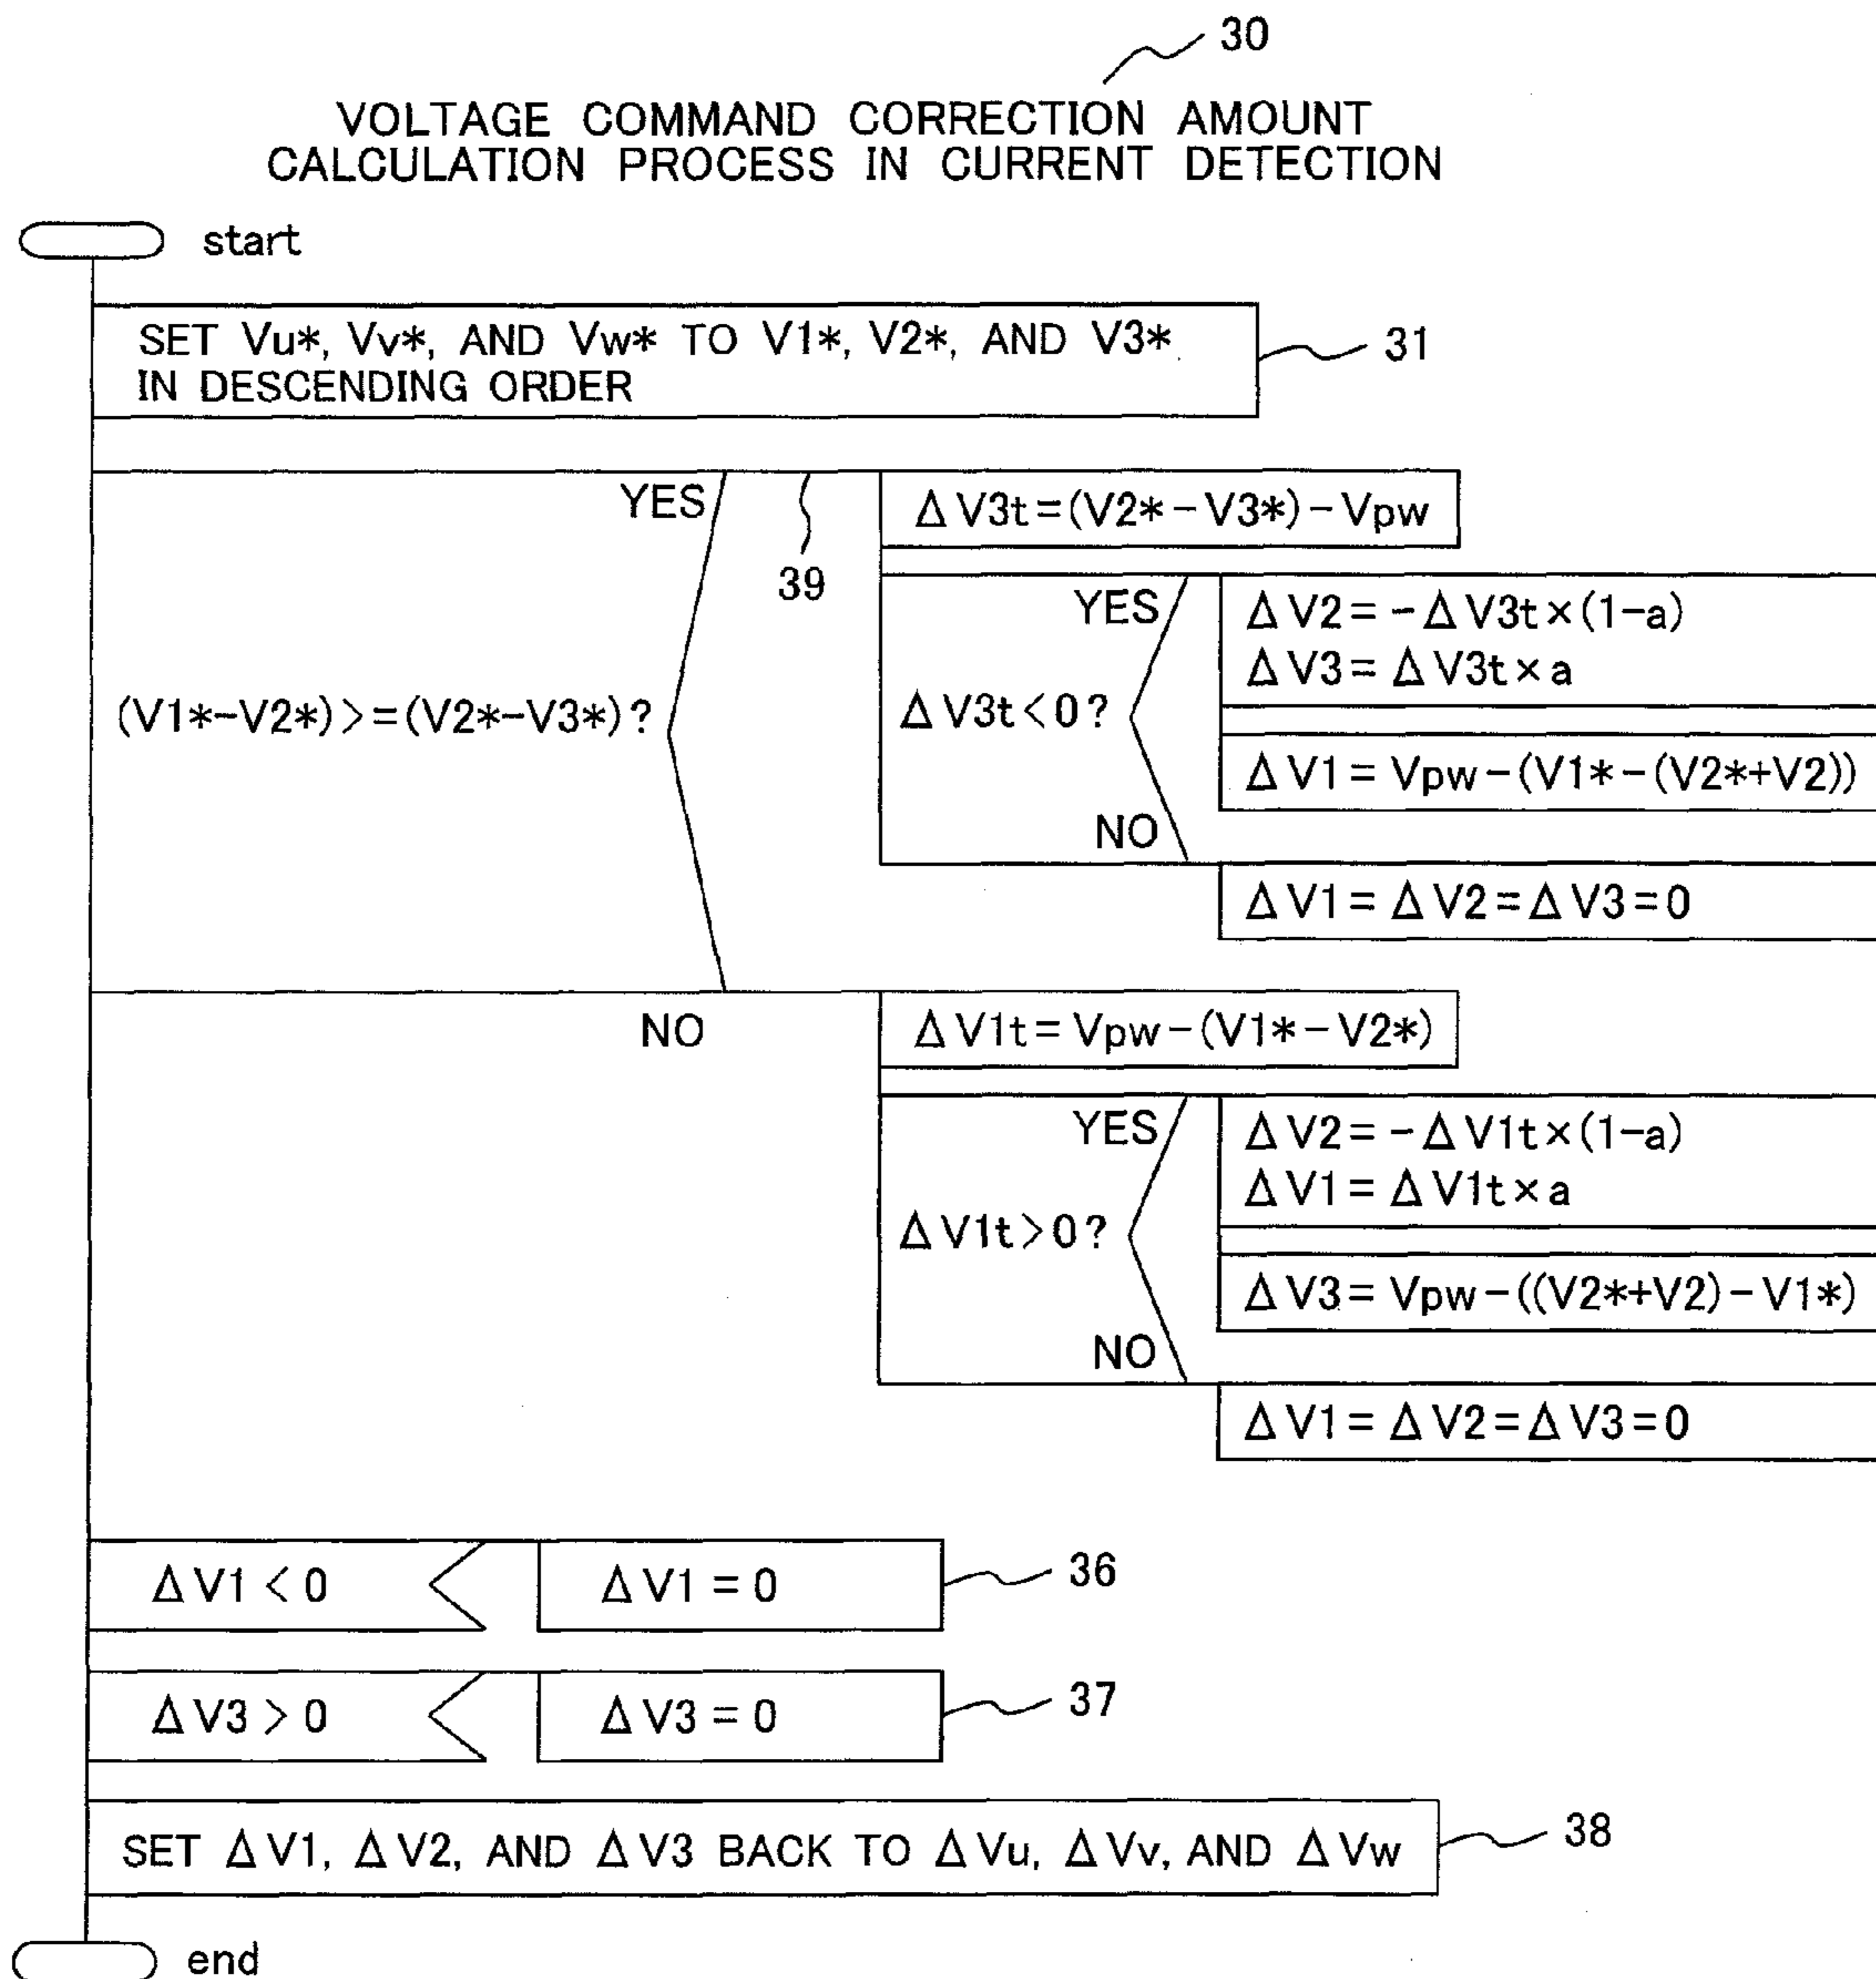 30
VOLTAGE COMMAND CORRECTION AMOUNT
CALCULATION PROCESS IN CURRENT DETECTION
start
SET Vu*, Vv*, AND Vw* TO V1*, V2*, AND V3*
IN DESCENDING ORDER
31
YES
39
ΔV3t=(V2*-V3*)-Vpw
(V1*-V2*)>=(V2*-V3*)?
YES
ΔV3t<0?
ΔV2=-ΔV3t×(1-a)
ΔV3=ΔV3t×a
ΔV1=Vpw-(V1*-(V2*+V2))
NO
ΔV1=ΔV2=ΔV3=0
NO
ΔV1t=Vpw-(V1*-V2*)
YES
ΔV1t>0?
ΔV2=-ΔV1t×(1-a)
ΔV1=ΔV1t×a
ΔV3=Vpw-((V2*+V2)-V1*)
NO
ΔV1=ΔV2=ΔV3=0
ΔV1<0
ΔV1=0
36
ΔV3>0
ΔV3=0
37
SET ΔV1, ΔV2, AND ΔV3 BACK TO ΔVu, ΔVv, AND ΔVw
38
end